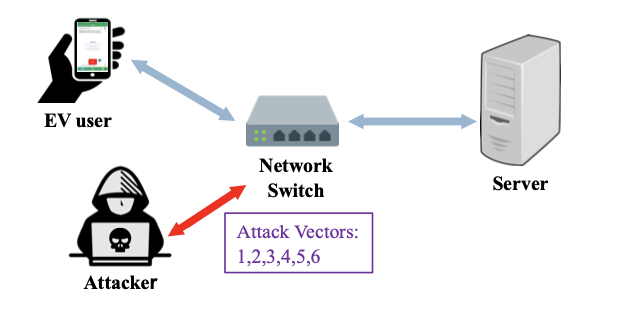 EV user
Network
Switch
Server
Attack Vectors:
1,2,3,4,5,6
Attacker